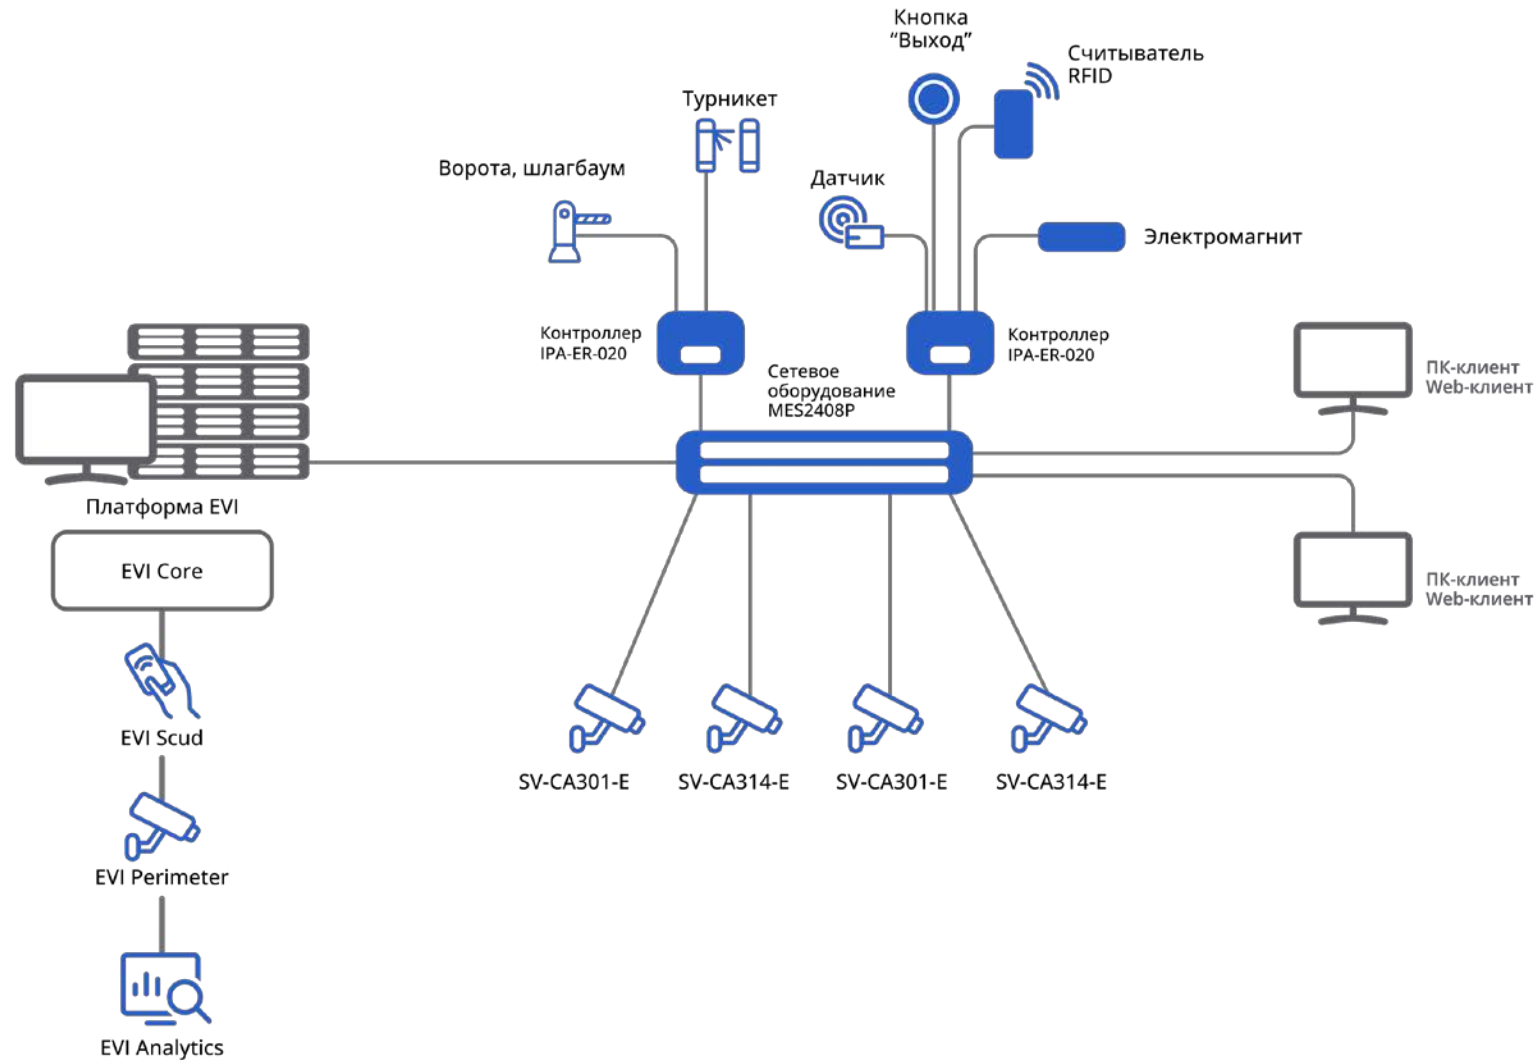 Кнопка
“Выход”
Считыватель
RFID
Турникет
Ворота, шлагбаум
Датчик
Электромагнит
Контроллер
IPA-ER-020
Контроллер
IPA-ER-020
Сетевое
оборудование
MES2408P
ПК-клиент
Web-клиент
Платформа EVI
EVI Core
ПК-клиент
Web-клиент
EVI Scud
SV-CA301-E
SV-CA314-E
SV-CA301-E
SV-CA314-E
EVI Perimeter
EVI Analytics